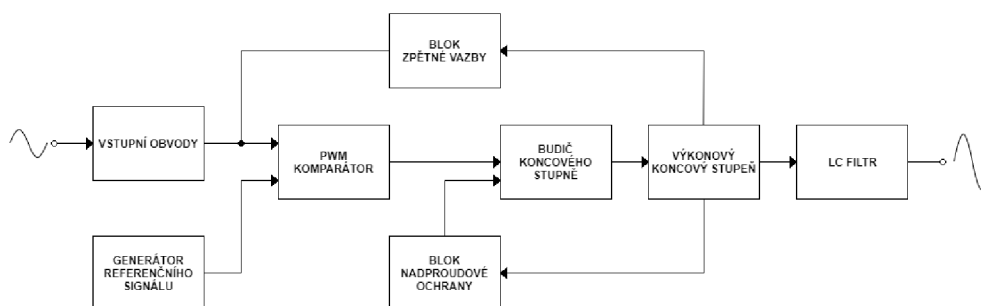 BLOK
ZPĚTNÉ VAZBY
VSTUPNÍ OBVODY
PWM
KOMPARÁTOR
BUDIČ
KONCOVÉHO
STUPNĚ
VÝKONOVÝ
KONCOVÝ STUPEŇ
LC FILTR
GENERÁTOR
REFERENČNÍHO
SIGNÁLU
BLOK
NADPROUDOVÉ
OCHRANY